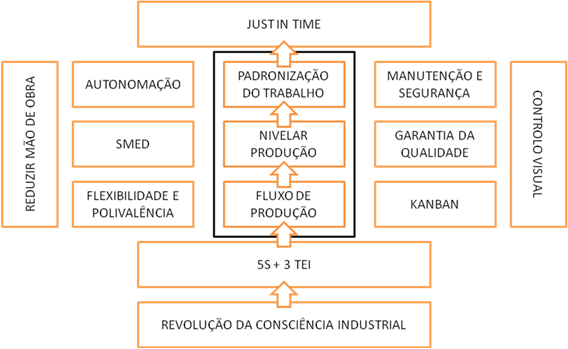 JUST IN TIME
REDUZIR MÃO DE OBRA
AUTONOMAÇÃO
PADRONIZAÇÃO
DO TRABALHO
MANUTENÇÃO E
SEGURANÇA
CONTROLO VISUAL
SMED
NIVELAR
PRODUÇÃO
GARANTIA DA
QUALIDADE
FLEXIBILIDADE E
POLIVALÊNCIA
FLUXO DE
PRODUÇÃO
KANBAN
5S + 3 TEI
REVOLUÇÃO DA CONSCIÊNCIA INDUSTRIAL